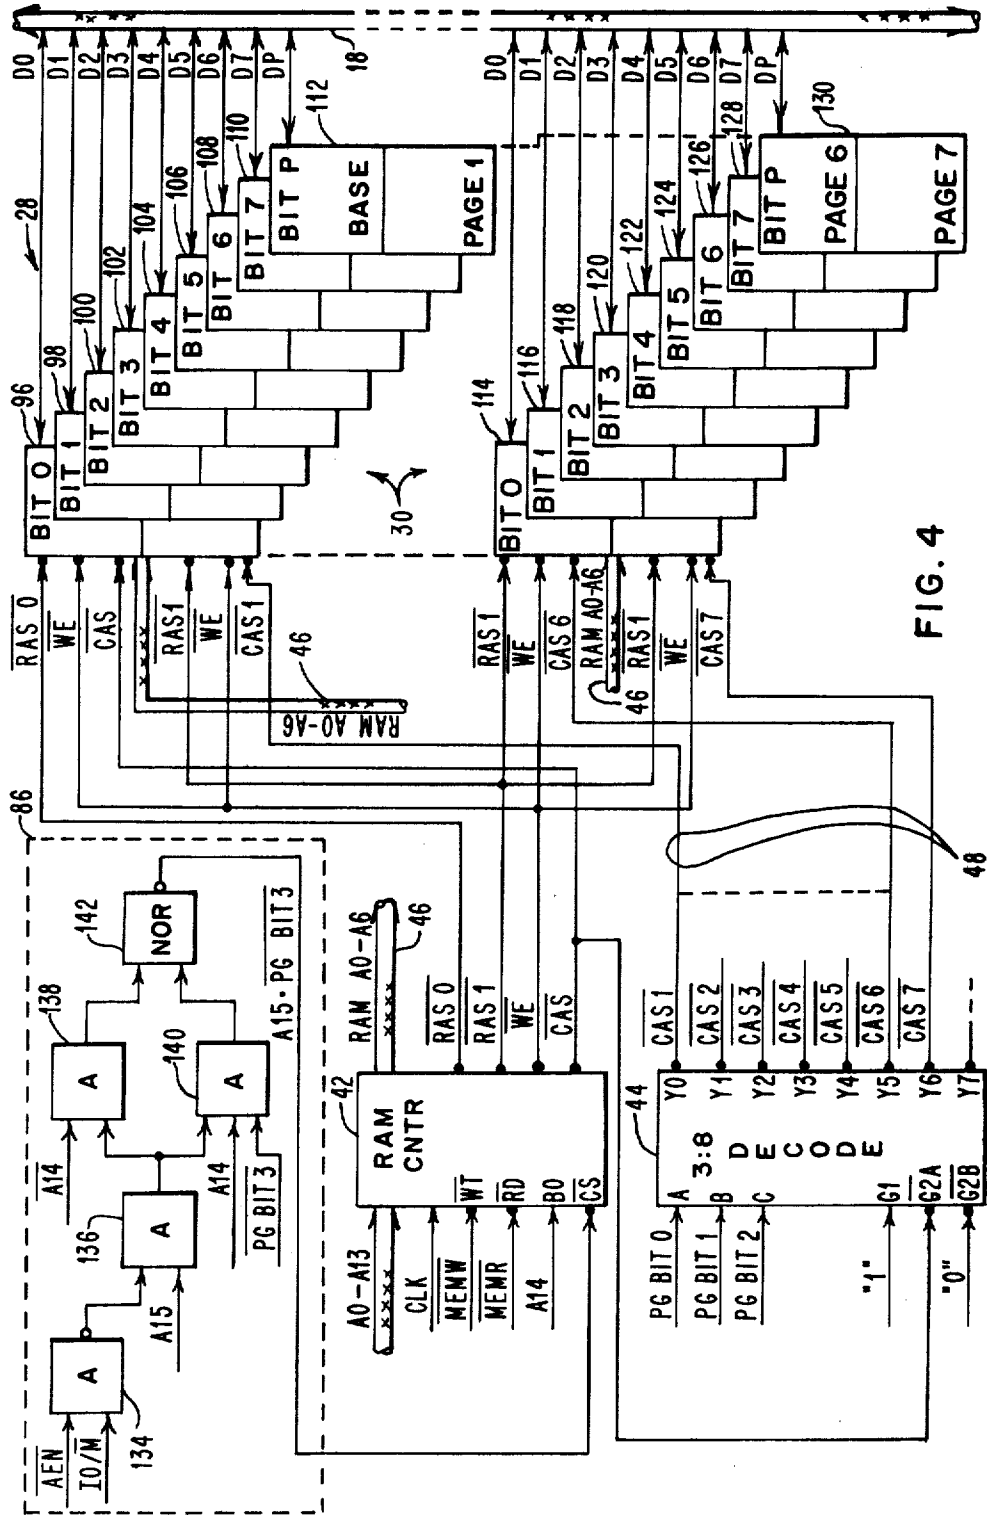 D0
D1
D2
D3
D4
D5
D6
D7
DP
18
D0
D1
D2
D3
D4
D5
D6
D7
DP
28
96
98
100
102
104
106
108
110
112
BIT 0
BIT 1
BIT 2
BIT 3
BIT 4
BIT 5
BIT 6
BIT 7
BIT P
BASE
PAGE 1
30
114
116
118
120
122
124
126
128
130
BIT 0
BIT 1
BIT 2
BIT 3
BIT 4
BIT 5
BIT 6
BIT 7
BIT P
PAGE 6
PAGE 7
RAS 0
WE
CAS
RAS1
WE
CAS1
46
RAM A0-A6
RAS 1
WE
CAS 6
RAM A0-A6
RAS1
WE
CAS 7
46
FIG. 4
86
AEN
IO/M
134
A
A15
136
A
A14
138
A
A14
PG BIT3
140
A
142
NOR
A15·PG BIT3
A0-A13
CLK
MEMW
MEMR
A14
42
RAM
CNTR
WT
RD
B0
CS
RAM A0-A6
46
RAS 0
RAS 1
WE
CAS
PG BIT 0
PG BIT 1
PG BIT 2
"1"
"0"
44
3:8
DECODE
A
B
C
G1
G2A
G2B
Y0
Y1
Y2
Y3
Y4
Y5
Y6
Y7
CAS 1
CAS 2
CAS 3
CAS 4
CAS 5
CAS 6
CAS 7
48